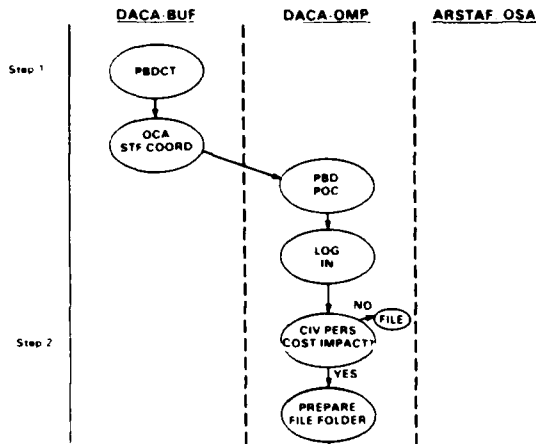 DACA-BUF
DACA-QMP
ARSTAF, OSA
Step 1
PBDCT
OCA
STF COORD
PBD
POC
LOG
IN
NO
FILE
Step 2
CIV PERS
COST IMPACT?
YES
PREPARE
FILE FOLDER